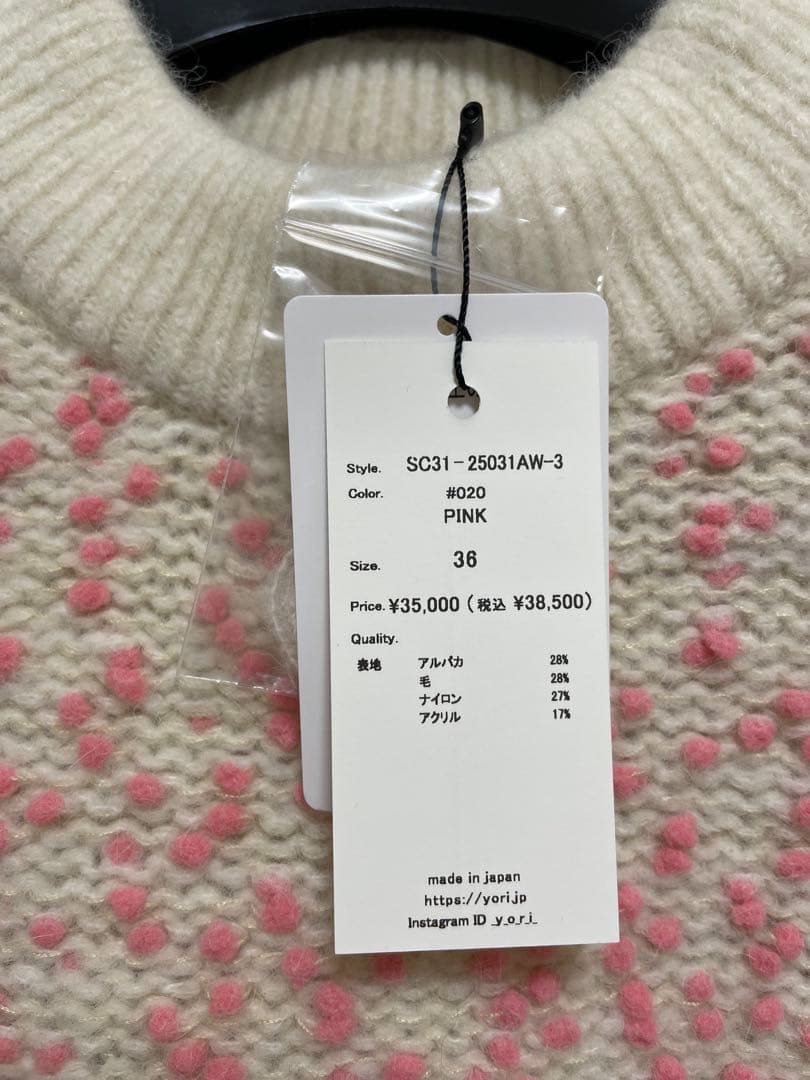 Style. SC31-25031AW-3
Color. #020
PINK
Size. 36
Price. ¥35,000 (税込 ¥38,500)
Quality.
表地 アルパカ 28%
毛 28%
ナイロン 27%
アクリル 17%
made in japan
https://yori.jp
Instagram ID _y_o_r_i_